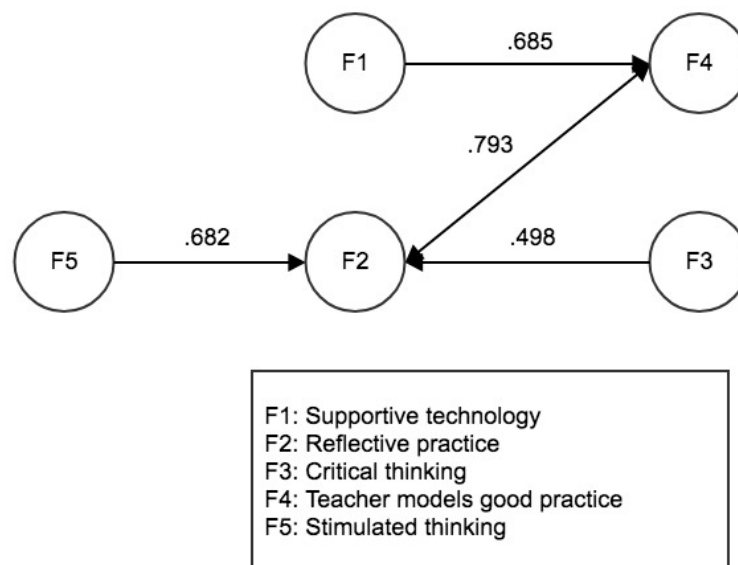 .685
F1
F4
.793
.682
.498
F5
F2
F3
F1: Supportive technology
F2: Reflective practice
F3: Critical thinking
F4: Teacher models good practice
F5: Stimulated thinking